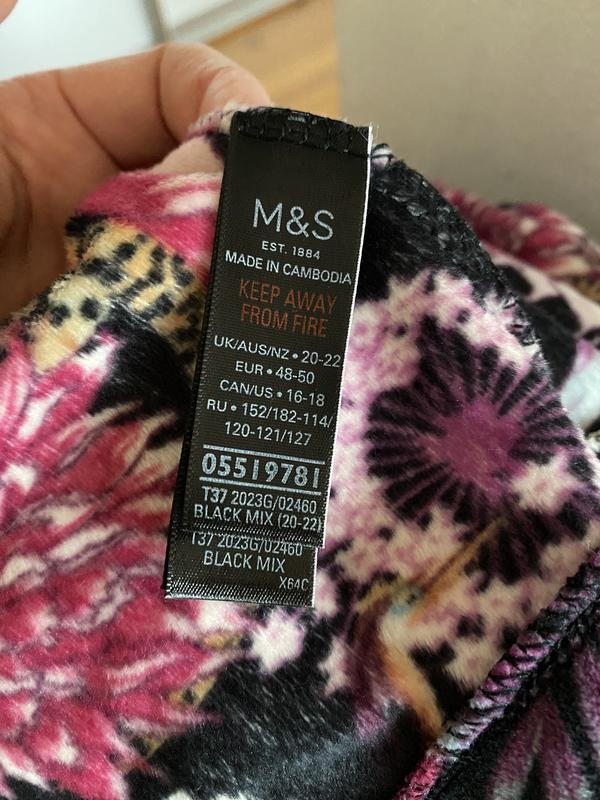 M&S
EST. 1884
MADE IN CAMBODIA
KEEP AWAY
FROM FIRE
UK/AUS/NZ • 20-22
EUR • 48-50
CAN/US • 16-18
RU • 152/182-114/
120-121/127
05519781
T37 2023G/02460
BLACK MIX (20-22)
T37 2023G/02460
BLACK MIX
X64C